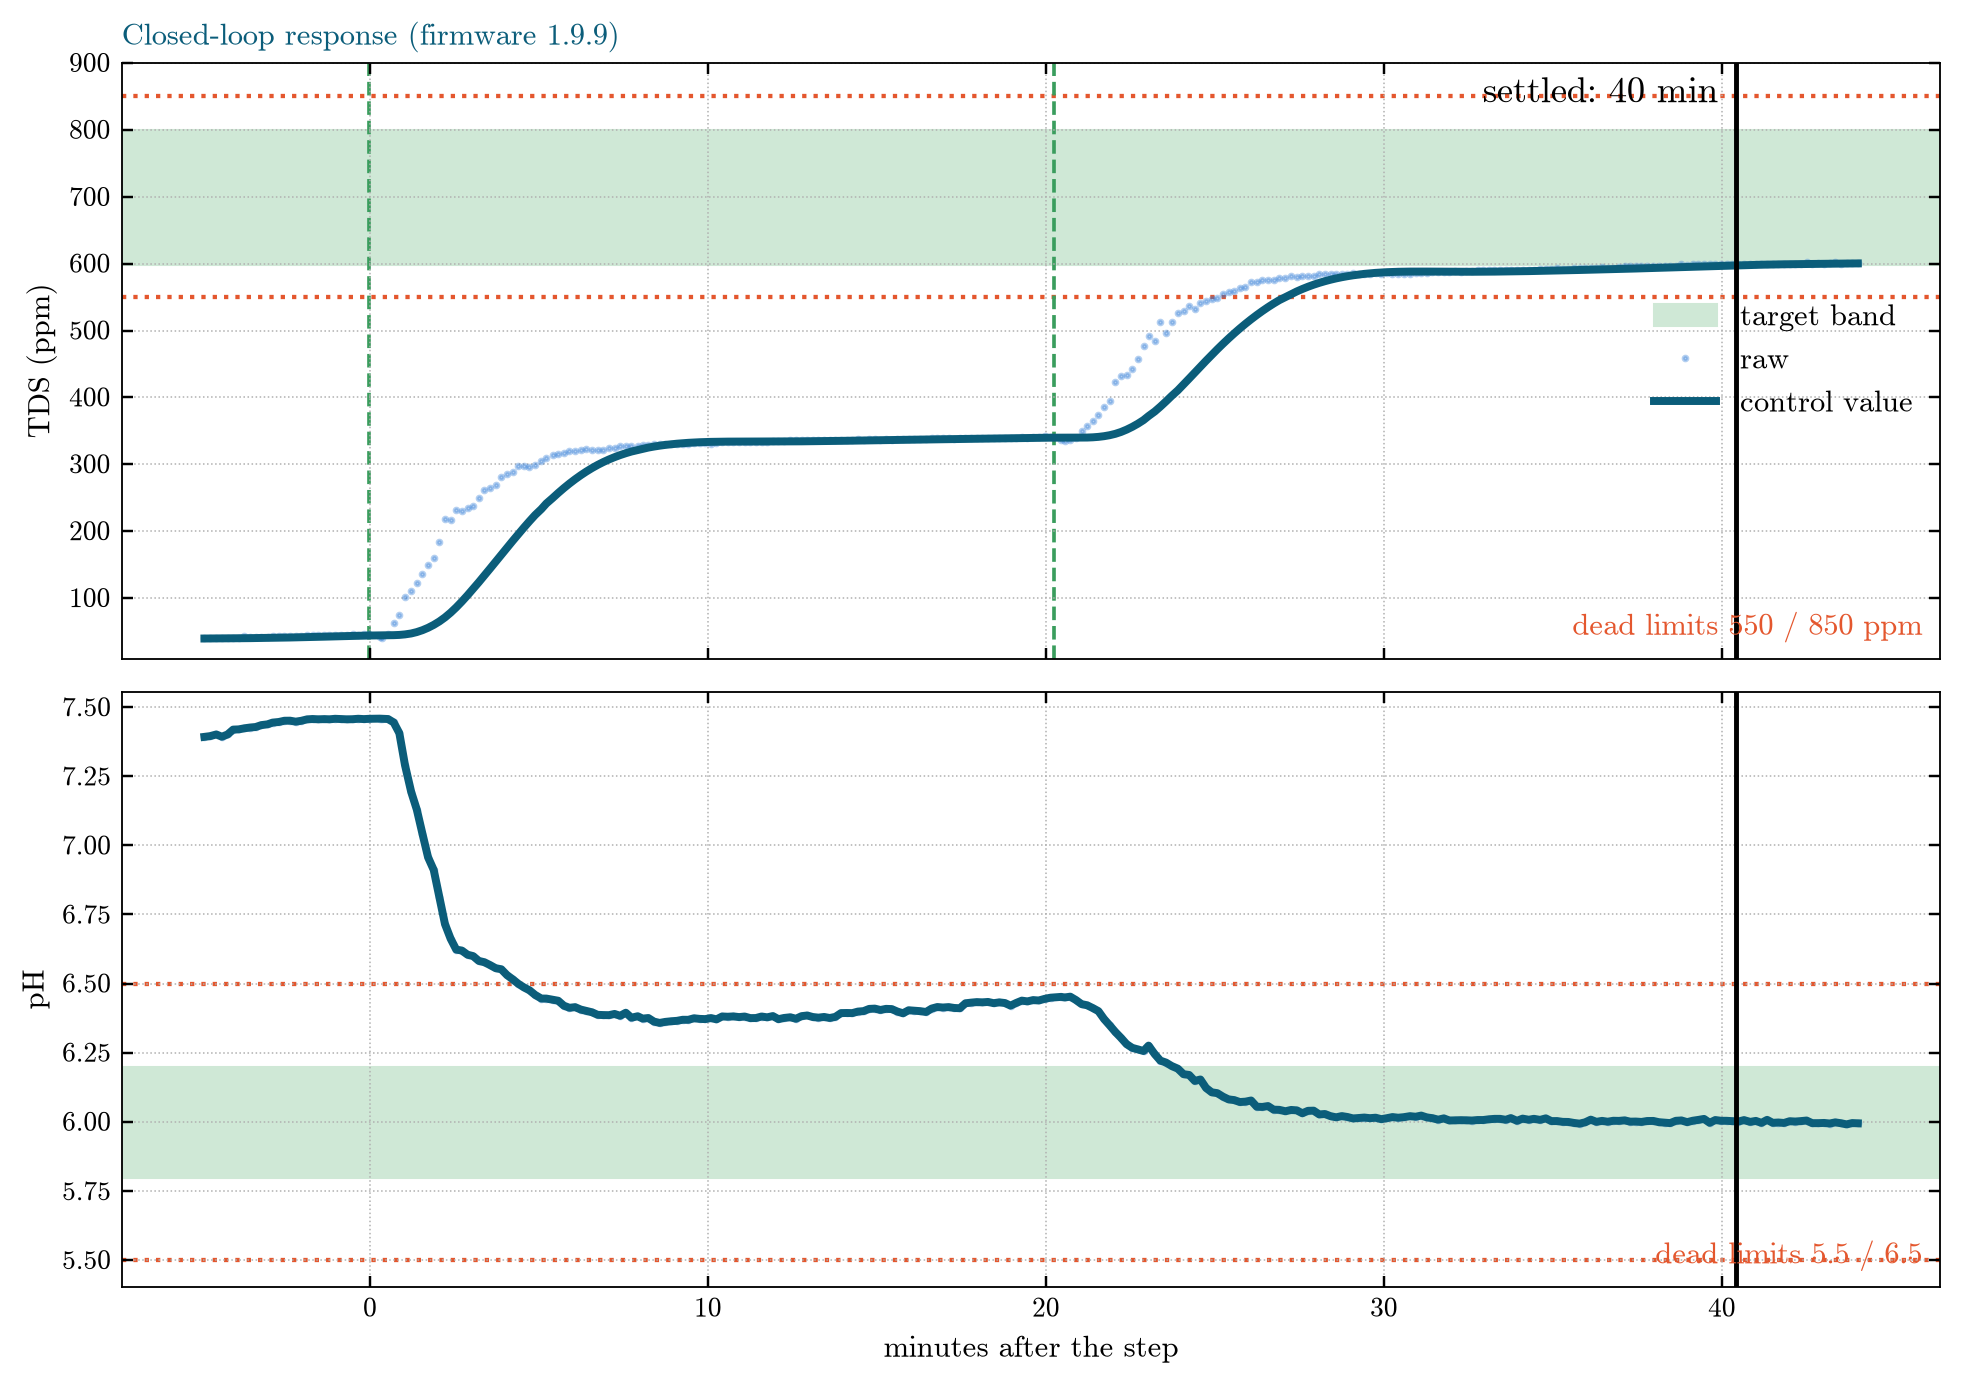 Closed-loop response (firmware 1.9.9)
900
800
700
600
500
400
300
200
100
TDS (ppm)
settled: 40 min
target band
raw
control value
dead limits 550 / 850 ppm
7.50
7.25
7.00
6.75
6.50
6.25
6.00
5.75
5.50
pH
dead limits 5.5 / 6.5
0 10 20 30 40
minutes after the step